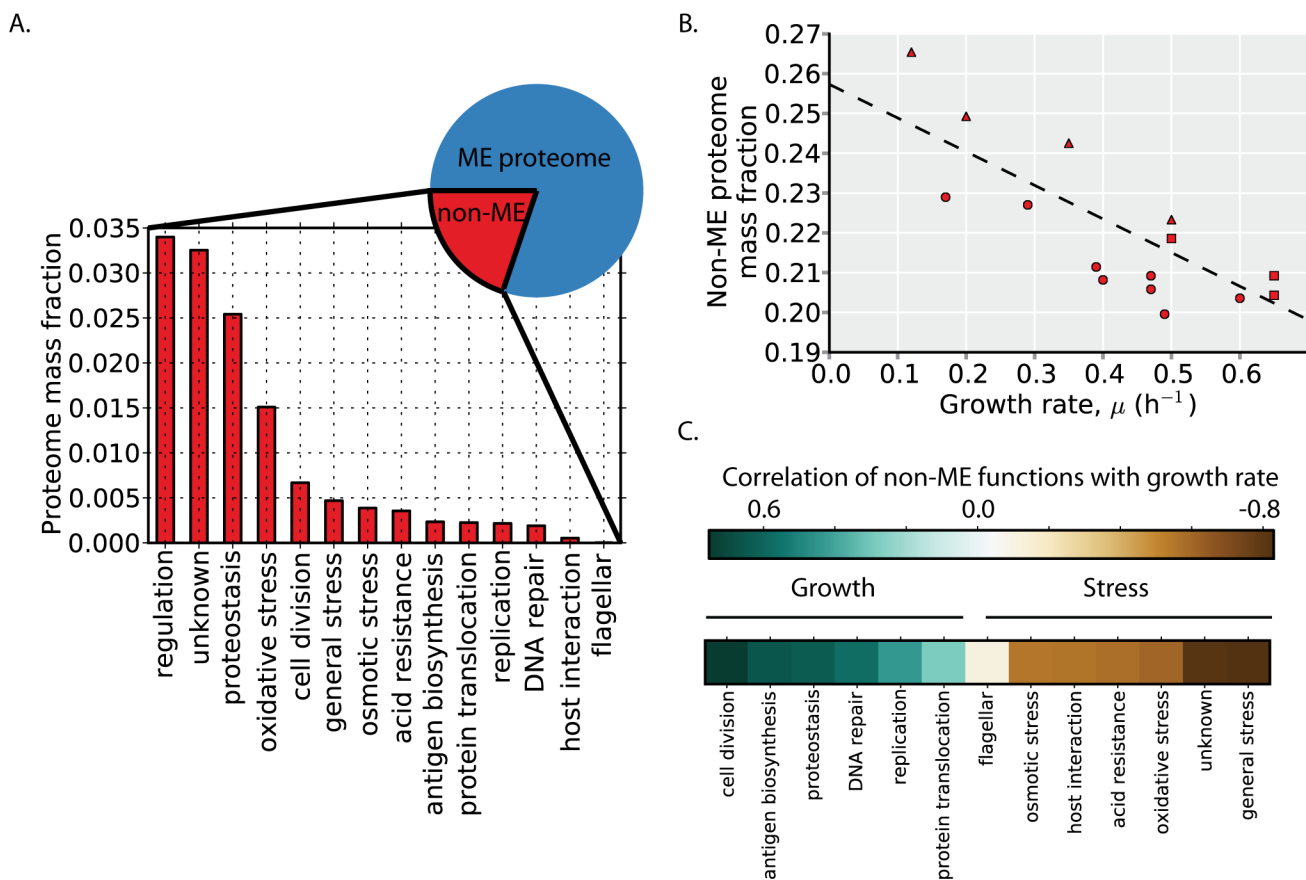 A.
ME proteome
non-ME
Proteome mass fraction
0.035
0.030
0.025
0.020
0.015
0.010
0.005
0.000
regulation
unknown
proteostasis
oxidative stress
cell division
general stress
osmotic stress
acid resistance
antigen biosynthesis
protein translocation
replication
DNA repair
host interaction
flagellar
B.
Non-ME proteome
mass fraction
0.27
0.26
0.25
0.24
0.23
0.22
0.21
0.20
0.19
0.0 0.1 0.2 0.3 0.4 0.5 0.6
Growth rate, μ (h⁻¹)
C.
Correlation of non-ME functions with growth rate
0.6 0.0 -0.8
Growth Stress
cell division
antigen biosynthesis
proteostasis
DNA repair
replication
protein translocation
flagellar
osmotic stress
host interaction
acid resistance
oxidative stress
unknown
general stress